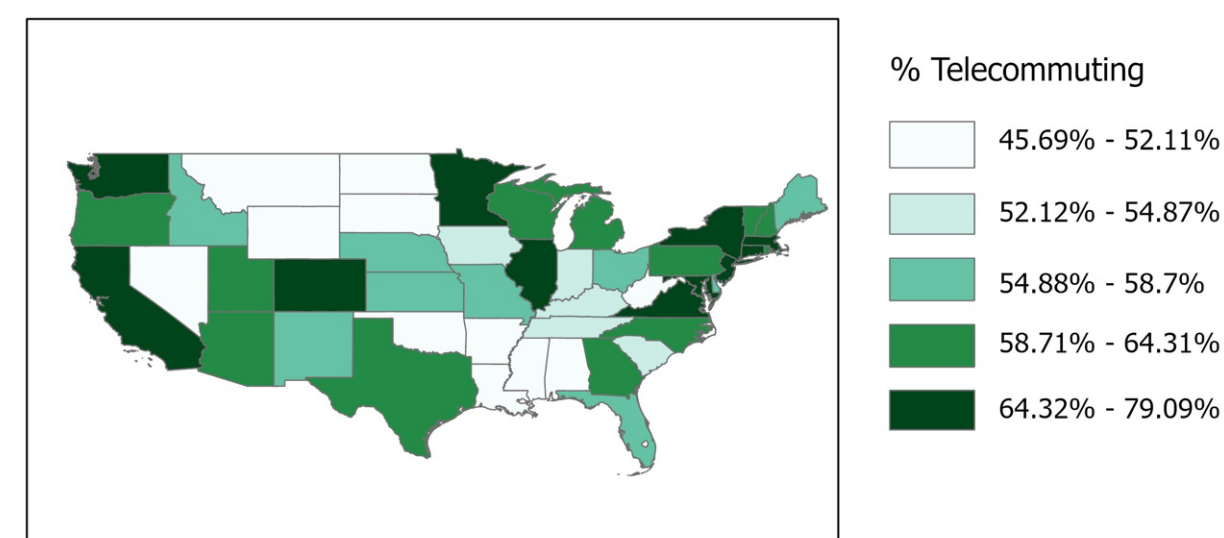 % Telecommuting
45.69% - 52.11%
52.12% - 54.87%
54.88% - 58.7%
58.71% - 64.31%
64.32% - 79.09%